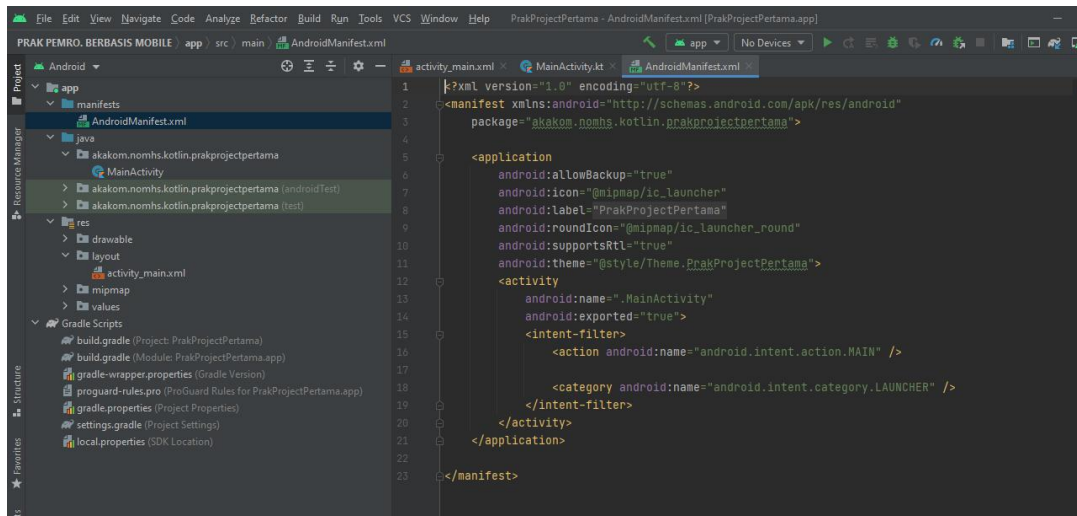 File Edit View Navigate Code Analyze Refactor Build Run Tools VCS Window Help PrakProjectPertama - AndroidManifest.xml [PrakProjectPertama.app]
PRAK PEMRO. BERBASIS MOBILE app src main AndroidManifest.xml app No Devices
Project
Resource Manager
Structure
Favorites
Android
app
manifests
AndroidManifest.xml
java
akakom.nomhs.kotlin.prakprojectpertama
MainActivity
akakom.nomhs.kotlin.prakprojectpertama (androidTest)
akakom.nomhs.kotlin.prakprojectpertama (test)
res
drawable
layout
activity_main.xml
mipmap
values
Gradle Scripts
build.gradle (Project: PrakProjectPertama)
build.gradle (Module: PrakProjectPertama.app)
gradle-wrapper.properties (Gradle Version)
proguard-rules.pro (ProGuard Rules for PrakProjectPertama.app)
gradle.properties (Project Properties)
settings.gradle (Project Settings)
local.properties (SDK Location)
activity_main.xml MainActivity.kt AndroidManifest.xml
1 <?xml version="1.0" encoding="utf-8"?>
2 <manifest xmlns:android="http://schemas.android.com/apk/res/android"
3 package="akakom.nomhs.kotlin.prakprojectpertama">
4
5 <application
6 android:allowBackup="true"
7 android:icon="@mipmap/ic_launcher"
8 android:label="PrakProjectPertama"
9 android:roundIcon="@mipmap/ic_launcher_round"
10 android:supportsRtl="true"
11 android:theme="@style/Theme.PrakProjectPertama">
12 <activity
13 android:name=".MainActivity"
14 android:exported="true">
15 <intent-filter>
16 <action android:name="android.intent.action.MAIN" />
17
18 <category android:name="android.intent.category.LAUNCHER" />
19 </intent-filter>
20 </activity>
21 </application>
22
23 </manifest>